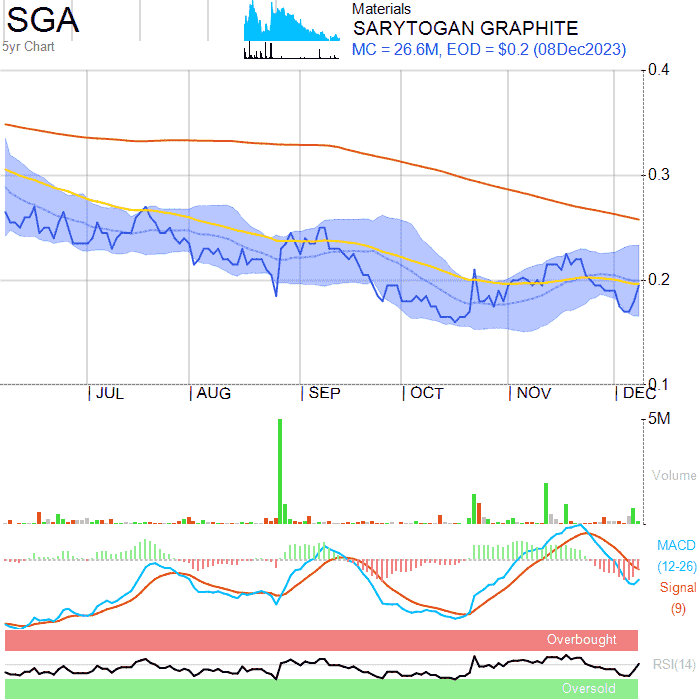 SGA
5yr Chart
Materials
SARYTOGAN GRAPHITE
MC = 26.6M, EOD = $0.2 (08Dec2023)
0.4
0.3
0.2
0.1
JUL AUG SEP OCT NOV DEC
5M
Volume
MACD
(12-26)
Signal
(9)
Overbought
RSI(14)
Oversold